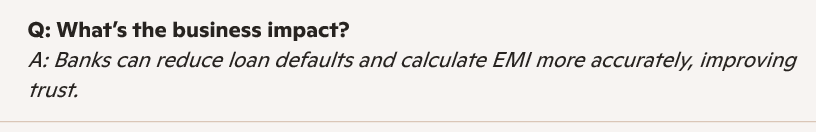 Q: What's the business impact?
A: Banks can reduce loan defaults and calculate EMI more accurately, improving
trust.